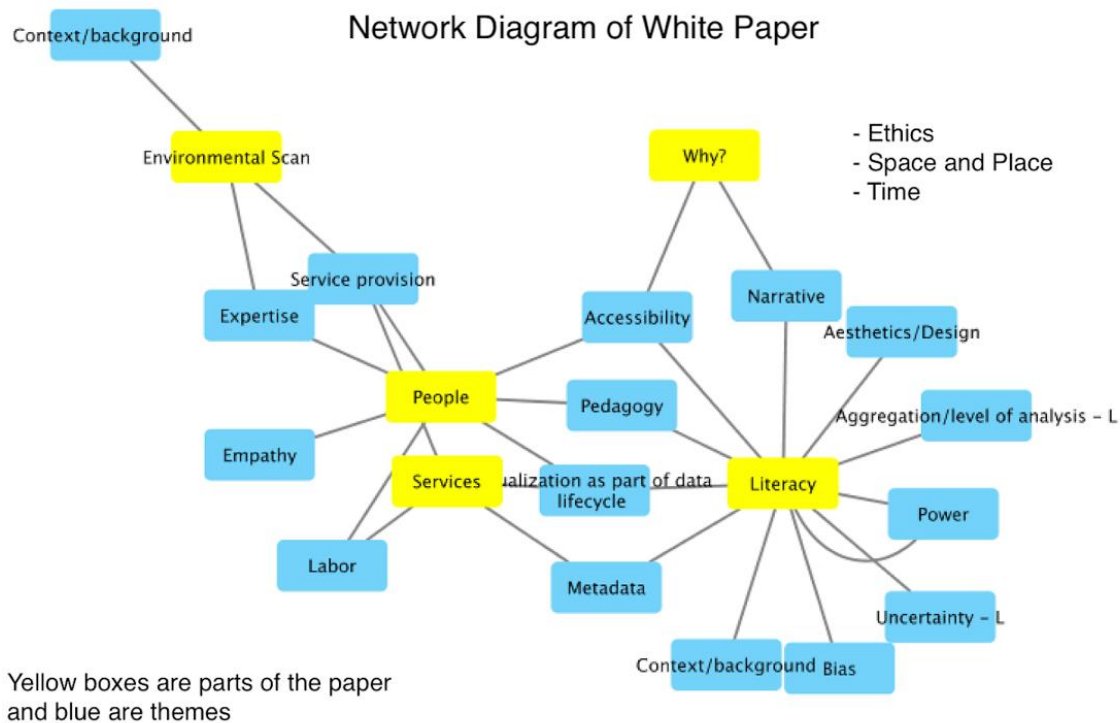 Network Diagram of White Paper
Context/background
Environmental Scan
Why?
- Ethics
- Space and Place
- Time
Service provision
Expertise
Accessibility
Narrative
Aesthetics/Design
People
Pedagogy
Aggregation/level of analysis – L
Empathy
Services
ualization as part of data
lifecycle
Literacy
Power
Labor
Metadata
Uncertainty – L
Context/background
Bias
Yellow boxes are parts of the paper
and blue are themes